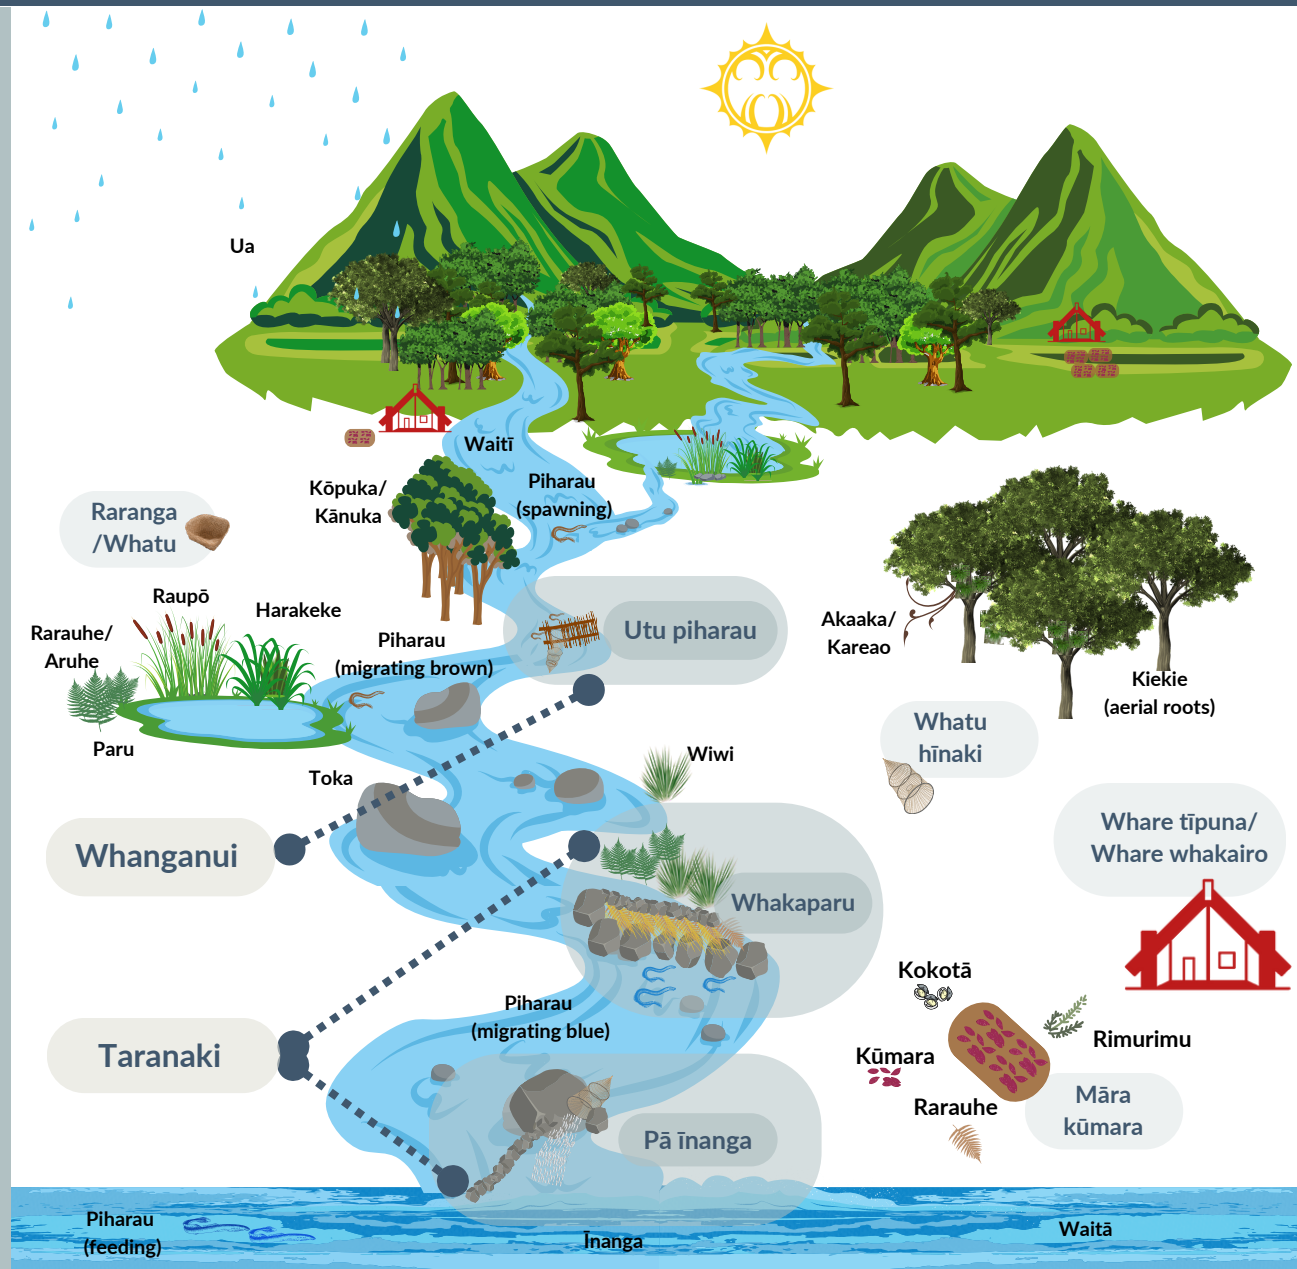 Ua
Waitī
Kōpuka/
Kānuka
Piharau
(spawning)
Raranga
/Whatu
Raupō
Harakeke
Rarauhe/
Aruhe
Piharau
(migrating brown)
Utu piharau
Akaaka/
Kareao
Kiekie
(aerial roots)
Paru
Toka
Wiwi
Whatu
hīnaki
Whanganui
Whare tīpuna/
Whare whakairo
Whakaparu
Kokotā
Piharau
(migrating blue)
Taranaki
Rimurimu
Kūmara
Rarauhe
Māra
kūmara
Pā īnanga
Piharau
(feeding)
Īnanga
Waitā